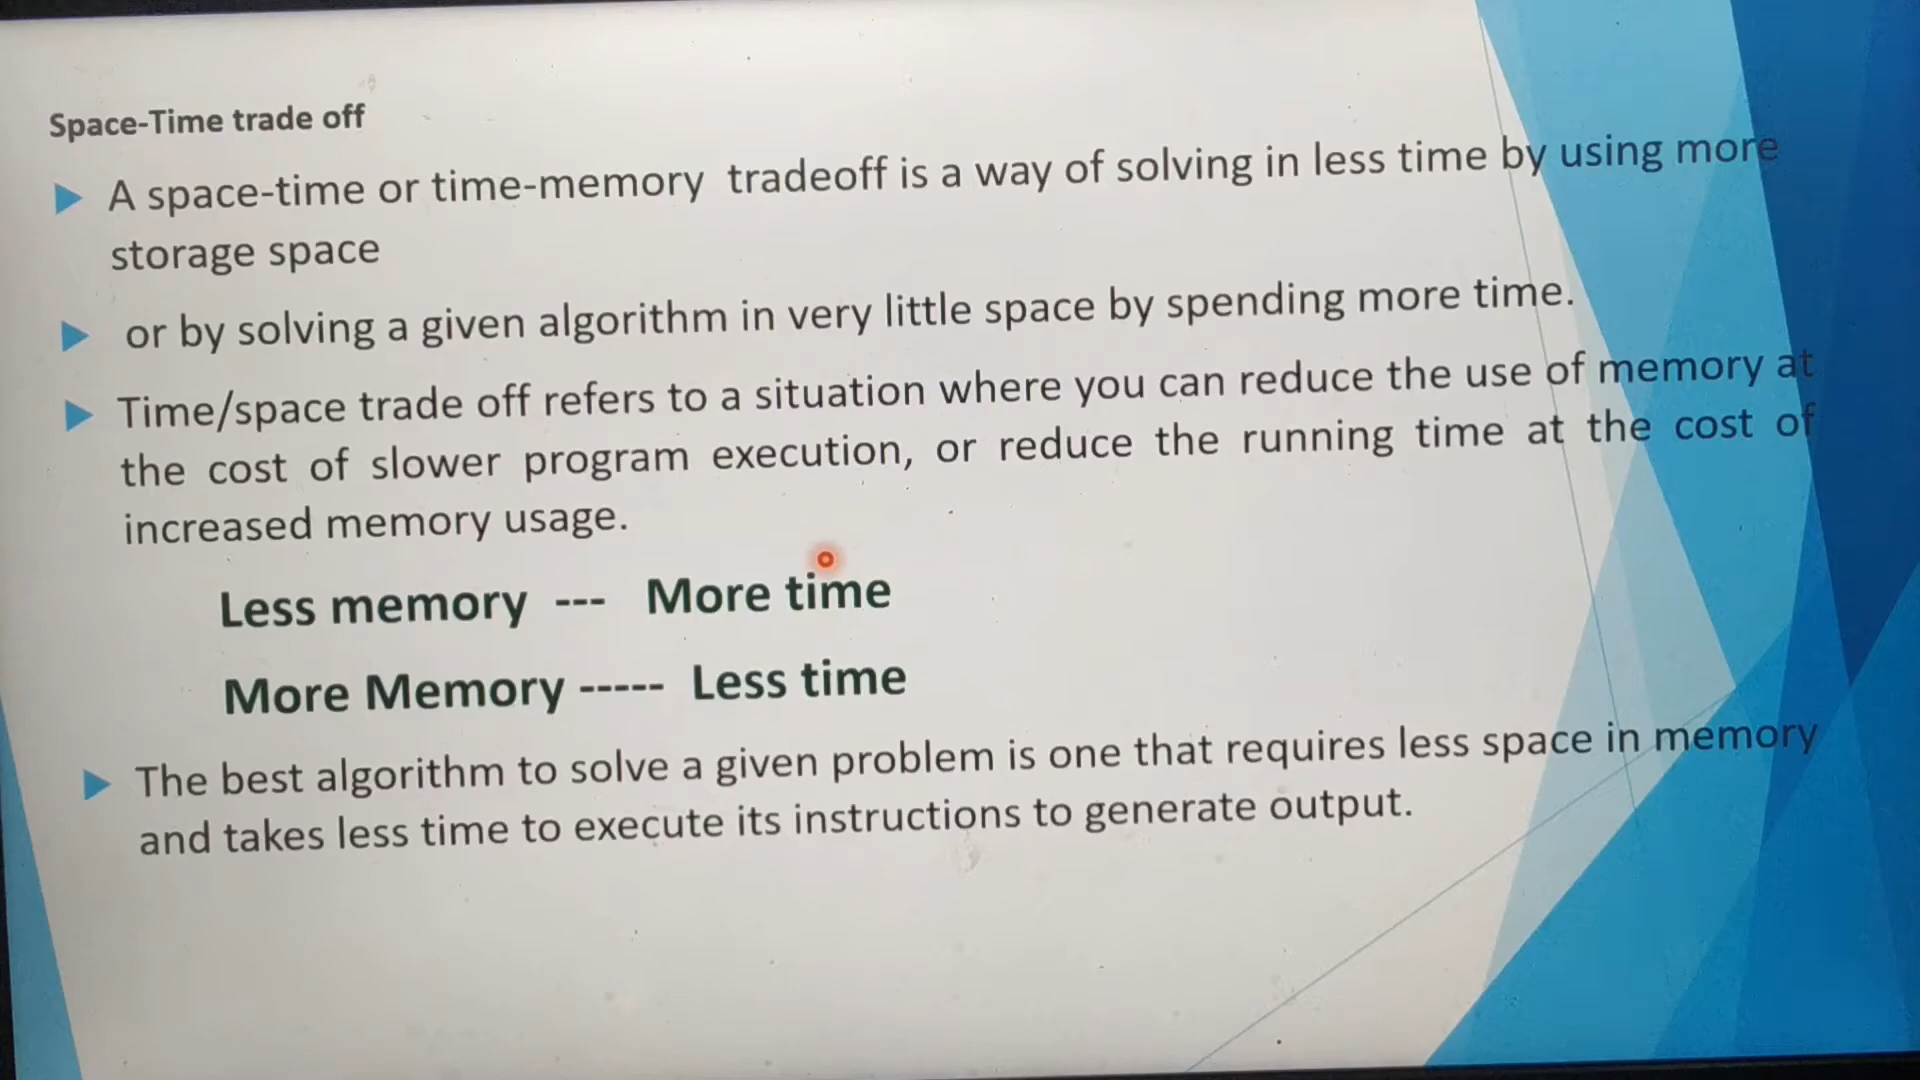 Space-Time trade off
A space-time or time-memory tradeoff is a way of solving in less time by using more
storage space
or by solving a given algorithm in very little space by spending more time.
Time/space trade off refers to a situation where you can reduce the use of memory at
the cost of slower program execution, or reduce the running time at the cost of
increased memory usage.
Less memory --- More time
More Memory ----- Less time
The best algorithm to solve a given problem is one that requires less space in memory
and takes less time to execute its instructions to generate output.